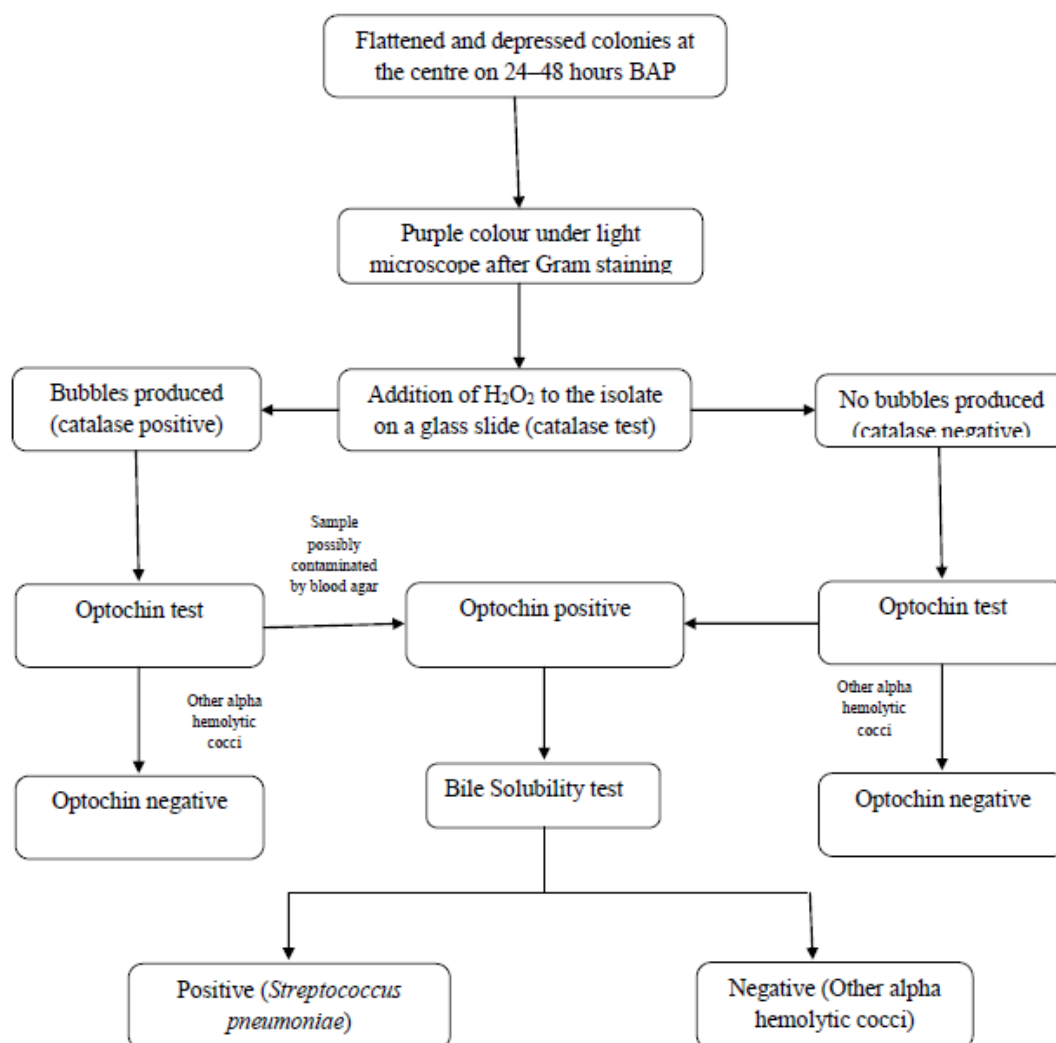 Flattened and depressed colonies at
the centre on 24–48 hours BAP
Purple colour under light
microscope after Gram staining
Bubbles produced
(catalase positive)
Addition of H₂O₂ to the isolate
on a glass slide (catalase test)
No bubbles produced
(catalase negative)
Sample
possibly
contaminated
by blood agar
Optochin test
Optochin positive
Optochin test
Other alpha
hemolytic
cocci
Other alpha
hemolytic
cocci
Optochin negative
Bile Solubility test
Optochin negative
Positive (Streptococcus
pneumoniae)
Negative (Other alpha
hemolytic cocci)